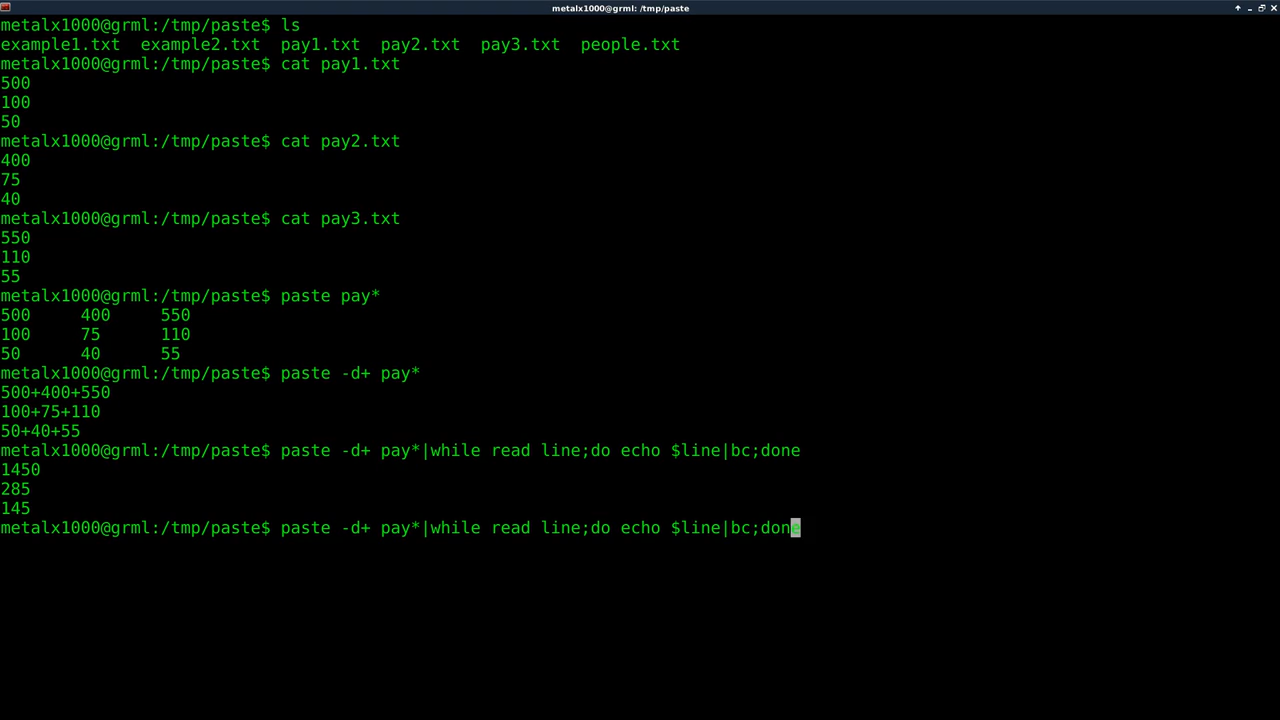 metalx1000@grml: /tmp/paste
metalx1000@grml:/tmp/paste$ ls
example1.txt  example2.txt  pay1.txt  pay2.txt  pay3.txt  people.txt
metalx1000@grml:/tmp/paste$ cat pay1.txt
500
100
50
metalx1000@grml:/tmp/paste$ cat pay2.txt
400
75
40
metalx1000@grml:/tmp/paste$ cat pay3.txt
550
110
55
metalx1000@grml:/tmp/paste$ paste pay*
500     400     550
100     75      110
50      40      55
metalx1000@grml:/tmp/paste$ paste -d+ pay*
500+400+550
100+75+110
50+40+55
metalx1000@grml:/tmp/paste$ paste -d+ pay*|while read line;do echo $line|bc;done
1450
285
145
metalx1000@grml:/tmp/paste$ paste -d+ pay*|while read line;do echo $line|bc;done